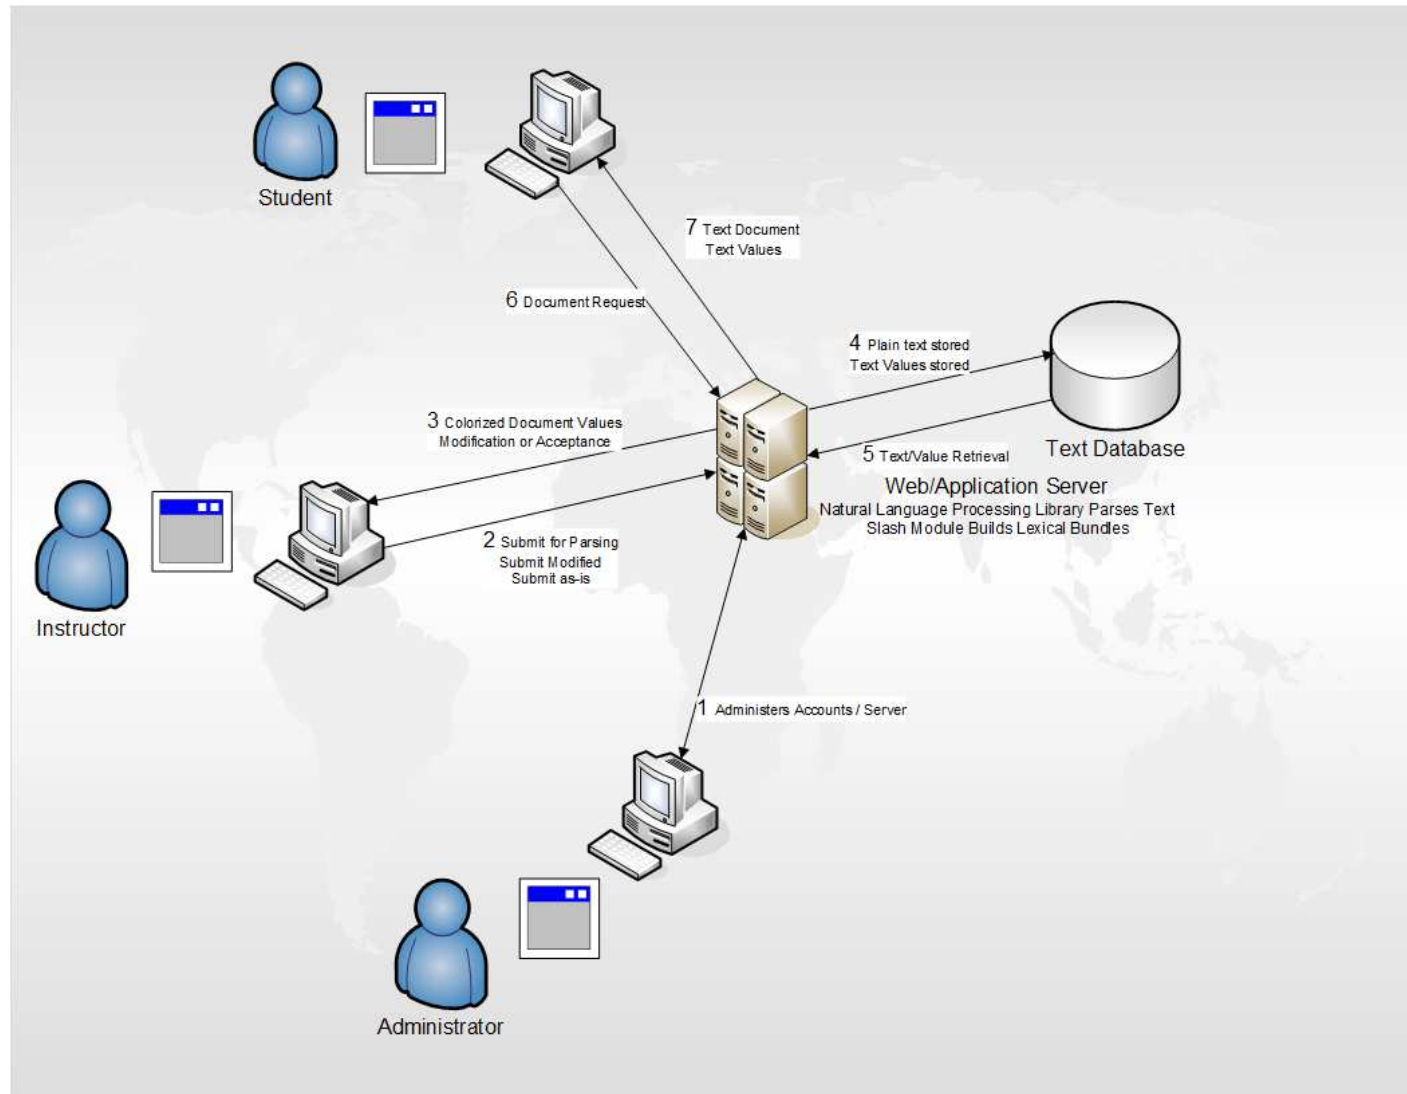 Student
7 Text Document
Text Values
6 Document Request
4 Plain text stored
Text Values stored
3 Colorized Document Values
Modification or Acceptance
5 Text/Value Retrieval
Text Database
Web/Application Server
Natural Language Processing Library Parses Text
Slash Module Builds Lexical Bundles
2 Submit for Parsing
Submit Modified
Submit as-is
Instructor
1 Administers Accounts / Server
Administrator